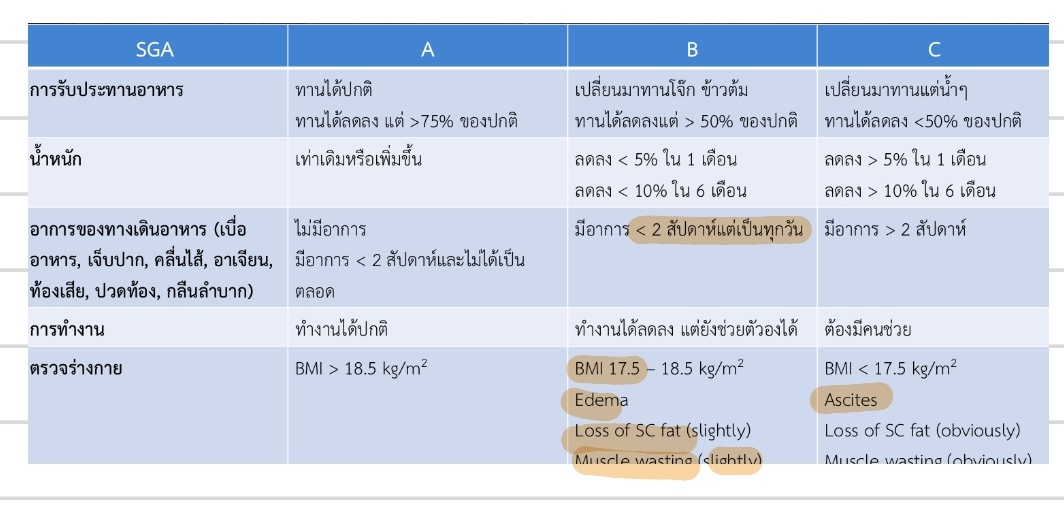 SGA A B C
การรับประทานอาหาร ทานได้ปกติ เปลี่ยนมาทานโจ๊ก ข้าวต้ม เปลี่ยนมาทานแต่น้ำๆ
ทานได้ลดลง แต่ >75% ของปกติ ทานได้ลดลงแต่ > 50% ของปกติ ทานได้ลดลง <50% ของปกติ
น้ำหนัก เท่าเดิมหรือเพิ่มขึ้น ลดลง < 5% ใน 1 เดือน ลดลง > 5% ใน 1 เดือน
ลดลง < 10% ใน 6 เดือน ลดลง > 10% ใน 6 เดือน
อาการของทางเดินอาหาร (เบื่อ ไม่มีอาการ มีอาการ < 2 สัปดาห์แต่เป็นทุกวัน มีอาการ > 2 สัปดาห์
อาหาร, เจ็บปาก, คลื่นไส้, อาเจียน, มีอาการ < 2 สัปดาห์และไม่ได้เป็น
ท้องเสีย, ปวดท้อง, กลืนลำบาก) ตลอด
การทำงาน ทำงานได้ปกติ ทำงานได้ลดลง แต่ยังช่วยตัวองได้ ต้องมีคนช่วย
ตรวจร่างกาย BMI > 18.5 kg/m² BMI 17.5 – 18.5 kg/m² BMI < 17.5 kg/m²
Edema Ascites
Loss of SC fat (slightly) Loss of SC fat (obviously)
Muscle wasting (slightly) Muscle wasting (obviously)